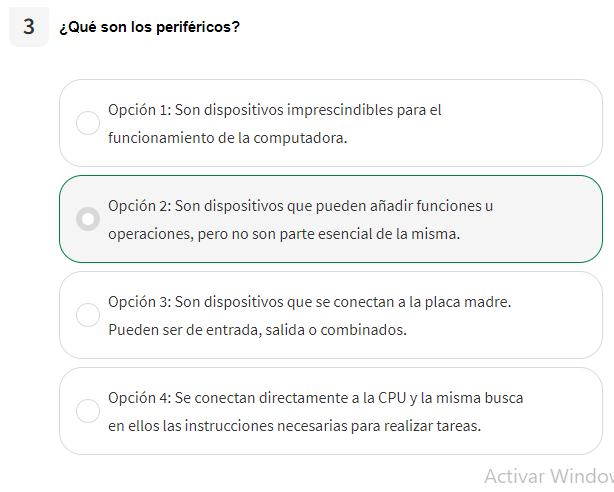 3 ¿Qué son los periféricos?
Opción 1: Son dispositivos imprescindibles para el
funcionamiento de la computadora.
Opción 2: Son dispositivos que pueden añadir funciones u
operaciones, pero no son parte esencial de la misma.
Opción 3: Son dispositivos que se conectan a la placa madre.
Pueden ser de entrada, salida o combinados.
Opción 4: Se conectan directamente a la CPU y la misma busca
en ellos las instrucciones necesarias para realizar tareas.
Activar Window